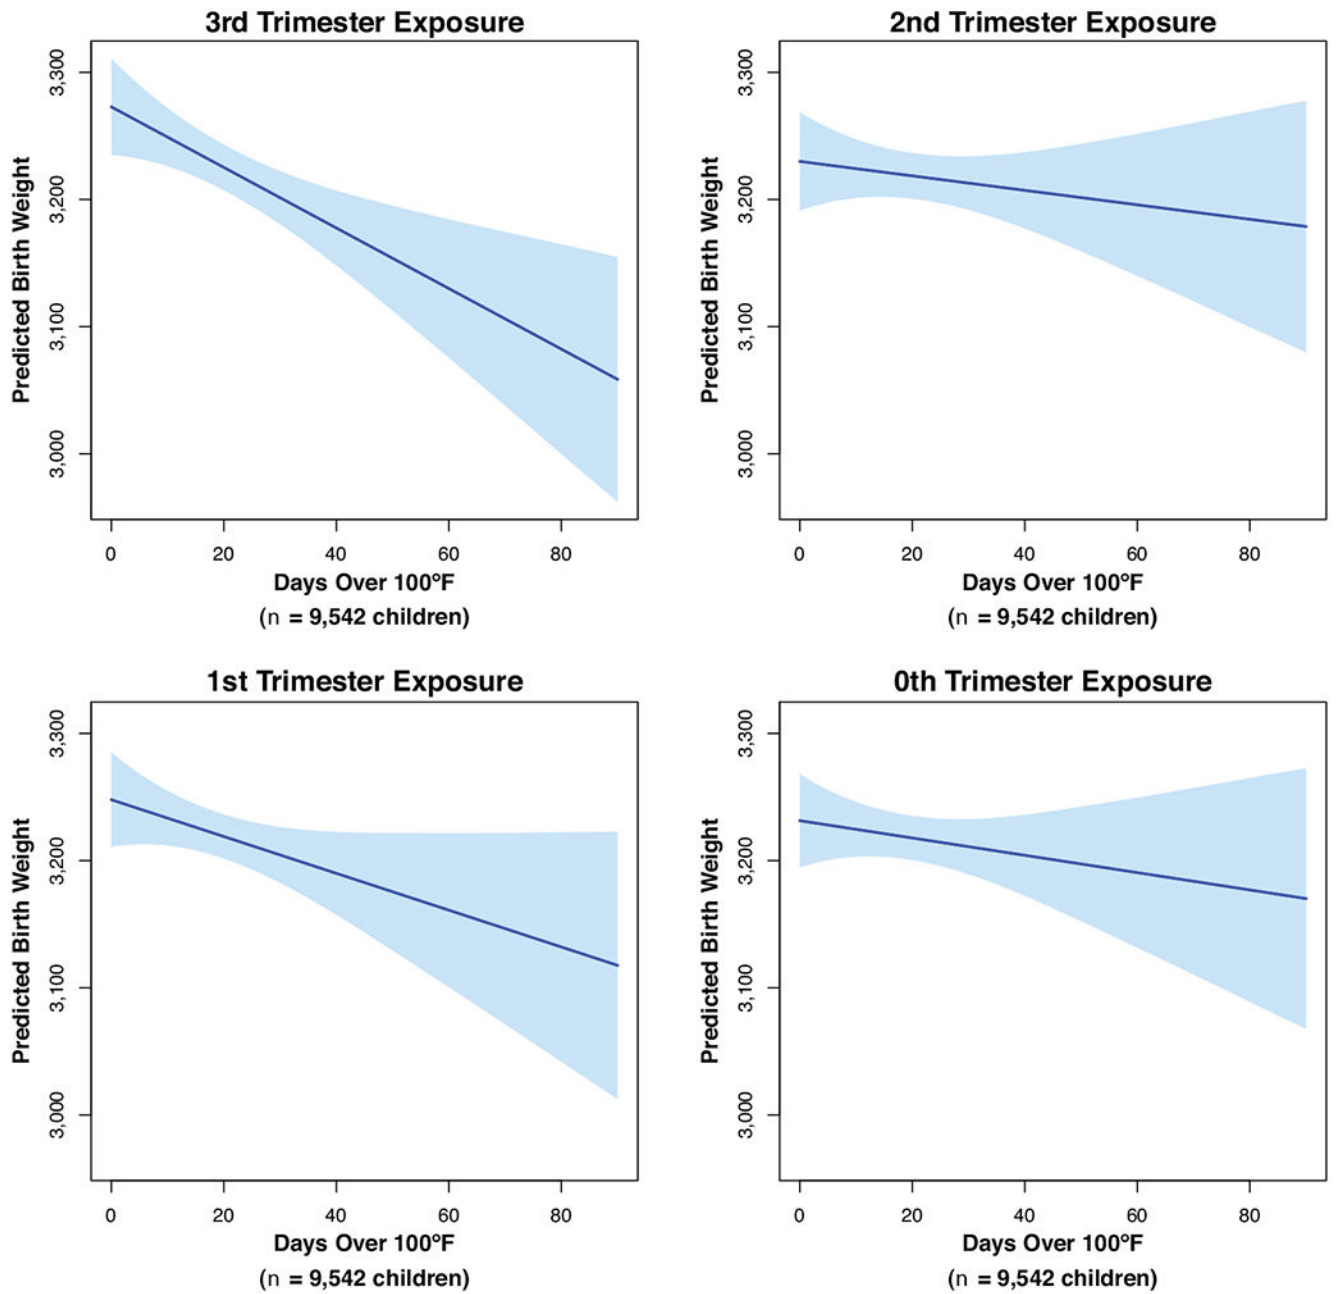 3rd Trimester Exposure
Predicted Birth Weight
3,300
3,200
3,100
3,000
0 20 40 60 80
Days Over 100°F
(n = 9,542 children)
2nd Trimester Exposure
Predicted Birth Weight
3,300
3,200
3,100
3,000
0 20 40 60 80
Days Over 100°F
(n = 9,542 children)
1st Trimester Exposure
Predicted Birth Weight
3,300
3,200
3,100
3,000
0 20 40 60 80
Days Over 100°F
(n = 9,542 children)
0th Trimester Exposure
Predicted Birth Weight
3,300
3,200
3,100
3,000
0 20 40 60 80
Days Over 100°F
(n = 9,542 children)